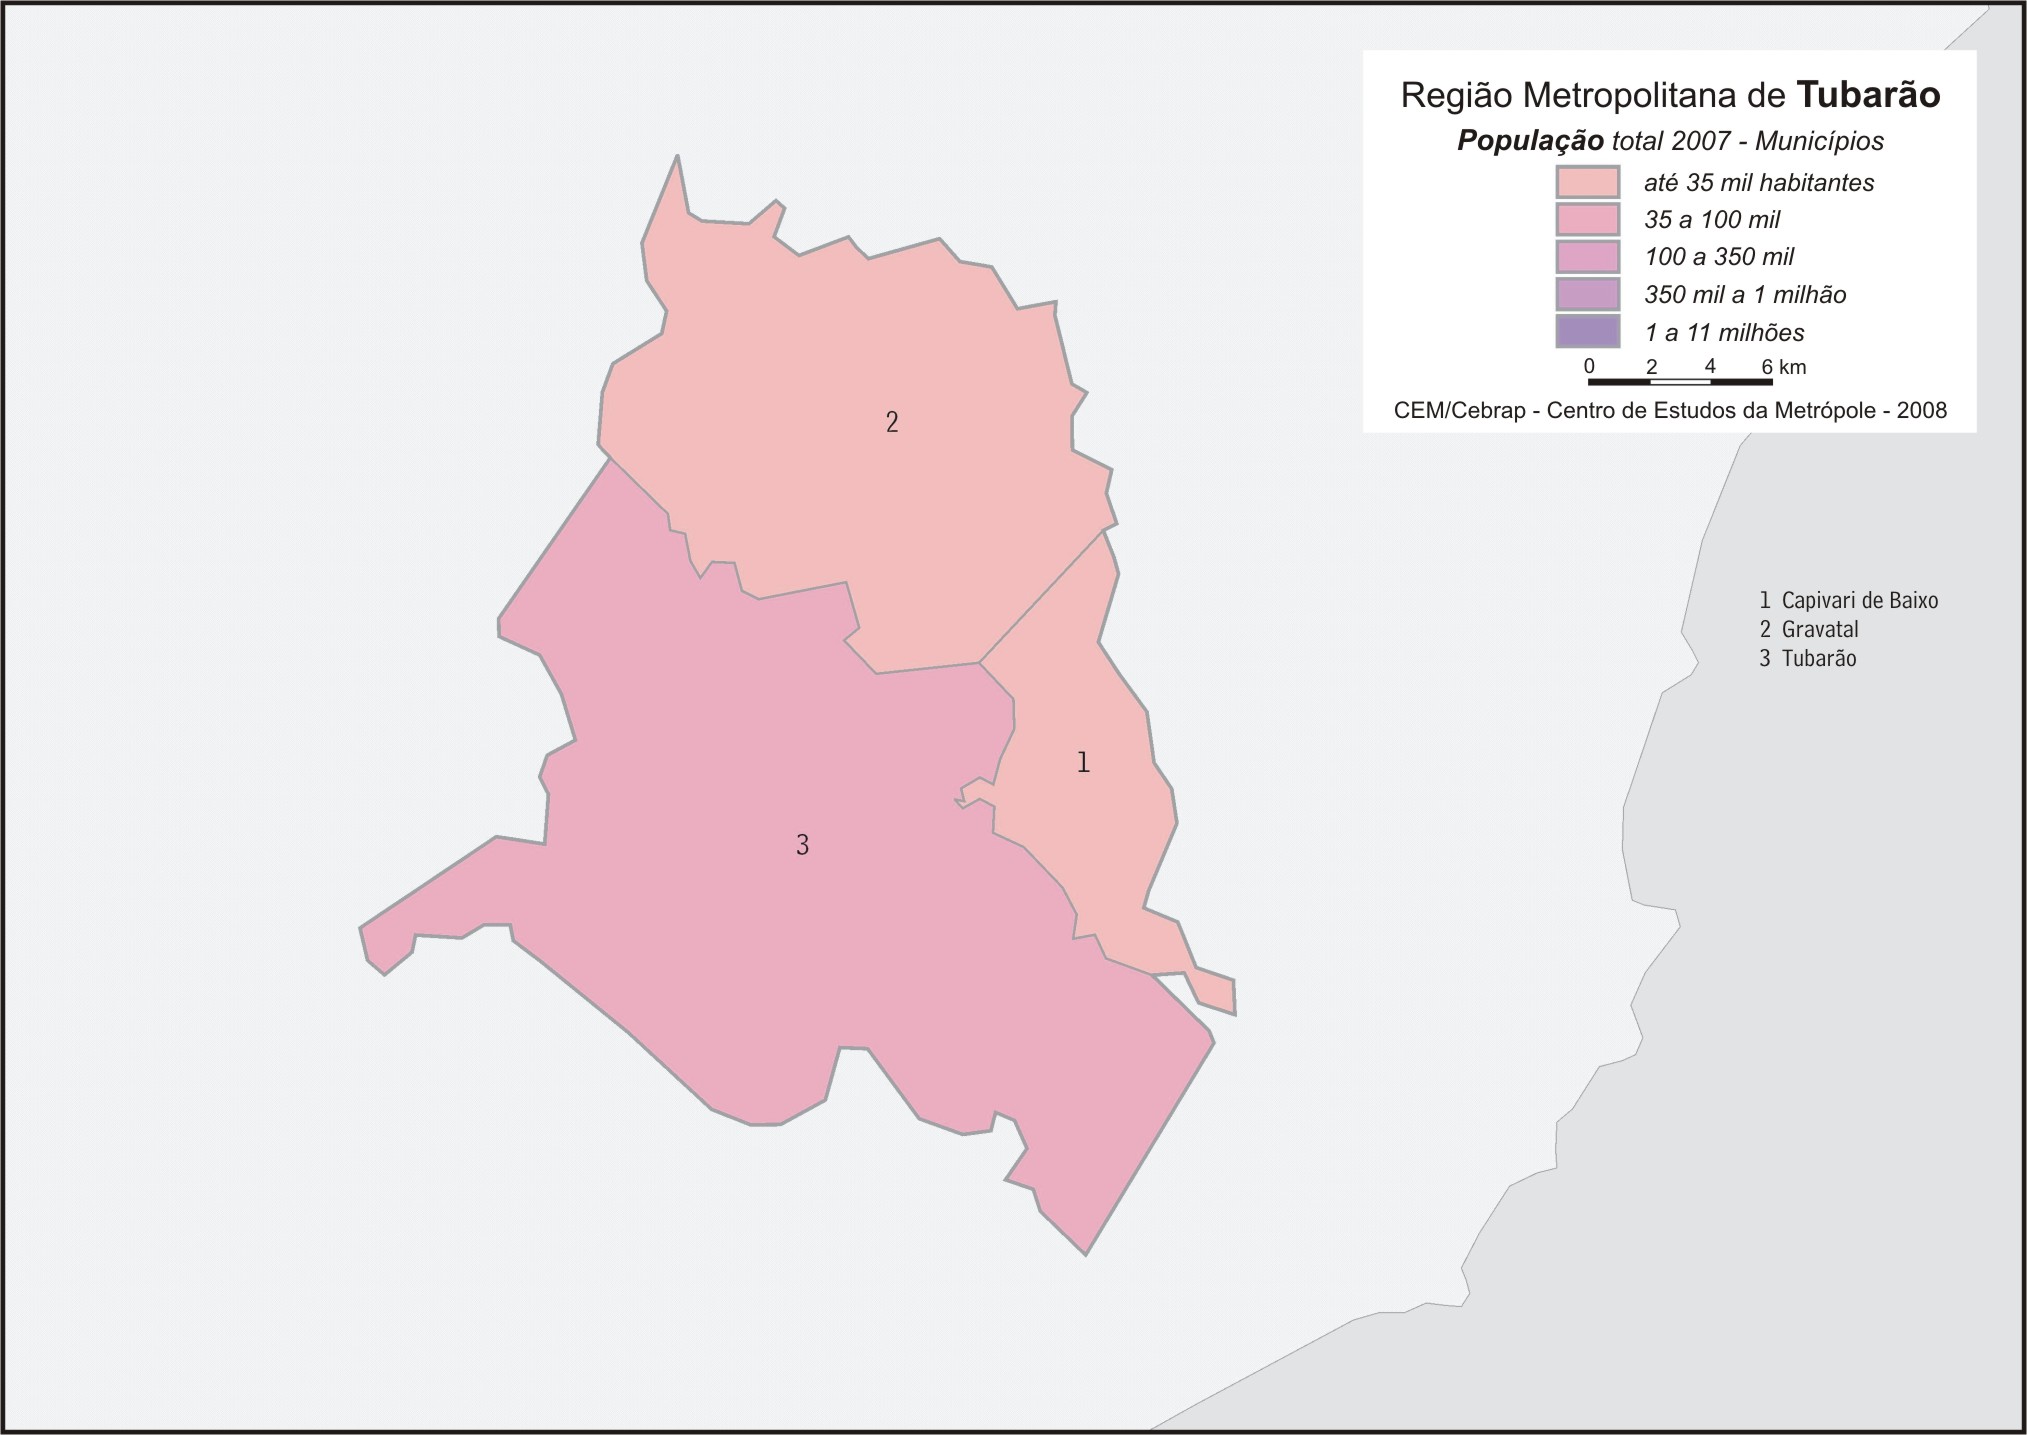 Região Metropolitana de Tubarão
População total 2007 - Municípios
até 35 mil habitantes
35 a 100 mil
100 a 350 mil
350 mil a 1 milhão
1 a 11 milhões
0 2 4 6 km
CEM/Cebrap - Centro de Estudos da Metrópole - 2008
2
1 Capivari de Baixo
2 Gravatal
3 Tubarão
1
3